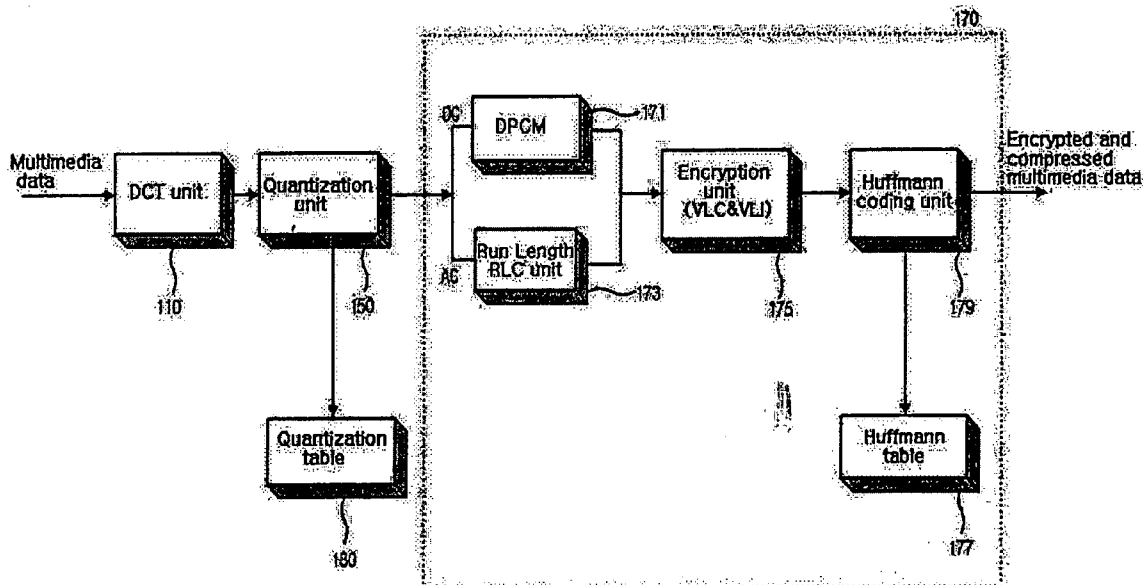 170
DC
DPCM
171
Multimedia
data
DCT unit
110
Quantization
unit
150
Run Length
RLC unit
AC
173
Encryption
unit
(VLC&VLI)
175
Huffmann
coding unit
179
Encrypted and
compressed
multimedia data
Quantization
table
180
Huffmann
table
177